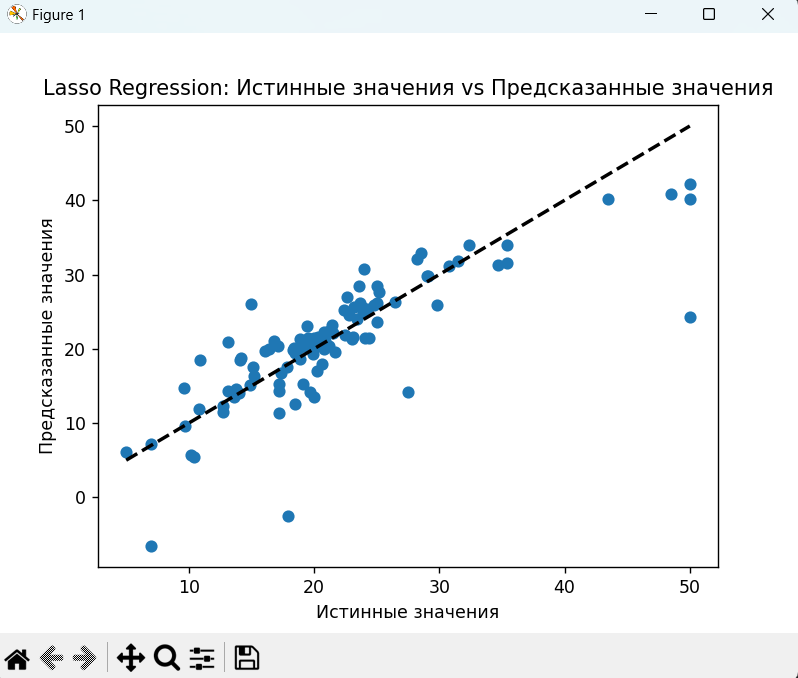 Figure 1
Lasso Regression: Истинные значения vs Предсказанные значения
50
40
30
20
10
0
Предсказанные значения
10 20 30 40 50
Истинные значения